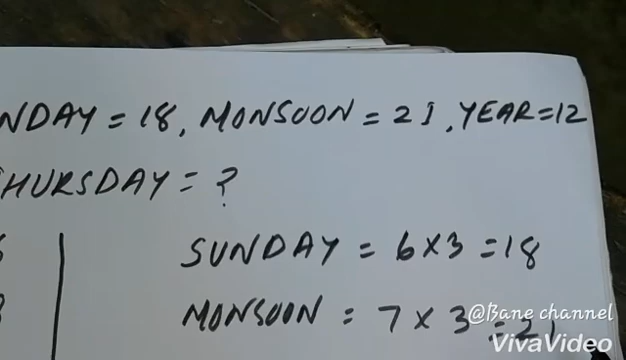 NDAY = 18, MONSOON = 21, YEAR = 12
HURSDAY = ?
SUNDAY = 6 × 3 = 18
MONSOON = 7 × 3 = 21
@Bane channel
VivaVideo